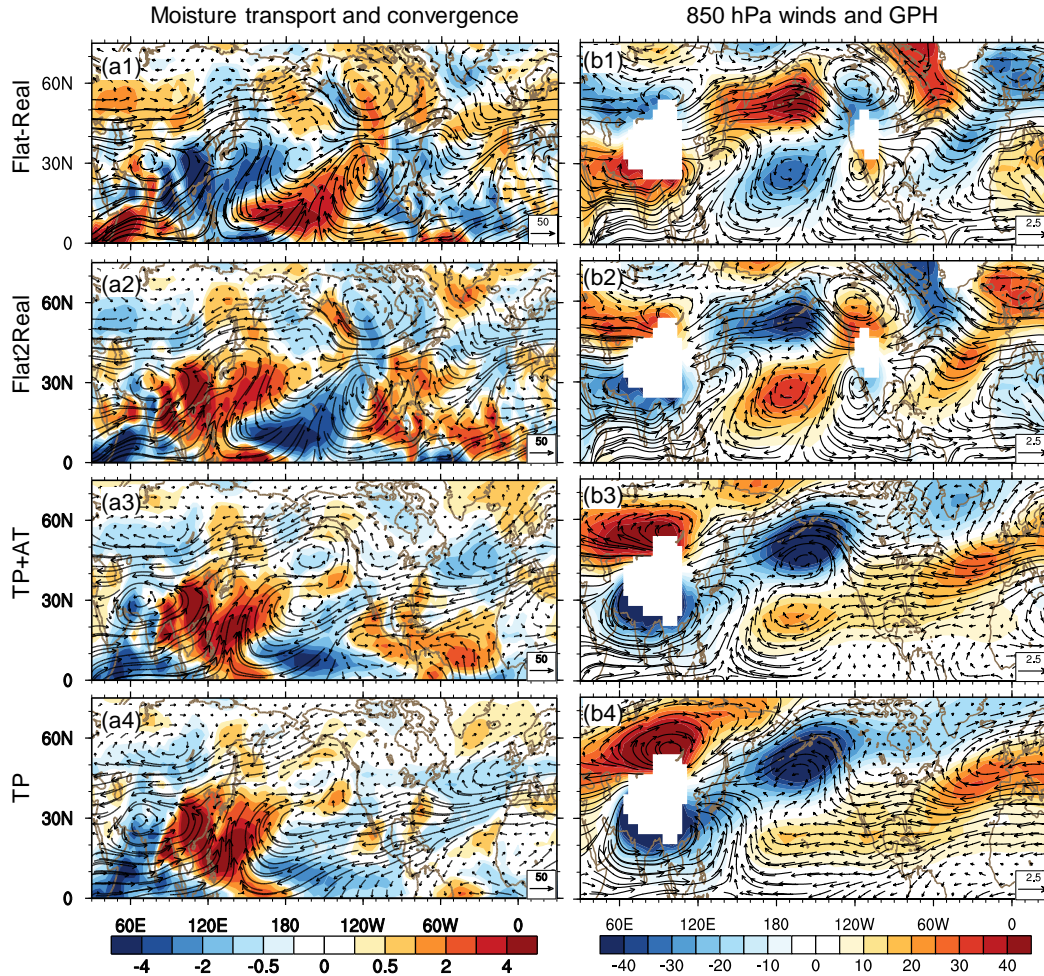 Moisture transport and convergence
850 hPa winds and GPH
Flat-Real
60N
30N
0
(a1)
50
(b1)
2.5
Flat2Real
60N
30N
0
(a2)
50
(b2)
2.5
TP+AT
60N
30N
0
(a3)
50
(b3)
2.5
TP
60N
30N
0
(a4)
50
(b4)
2.5
60E 120E 180 120W 60W 0
60E 120E 180 120W 60W 0
-4 -2 -0.5 0 0.5 2 4
-40 -30 -20 -10 0 10 20 30 40